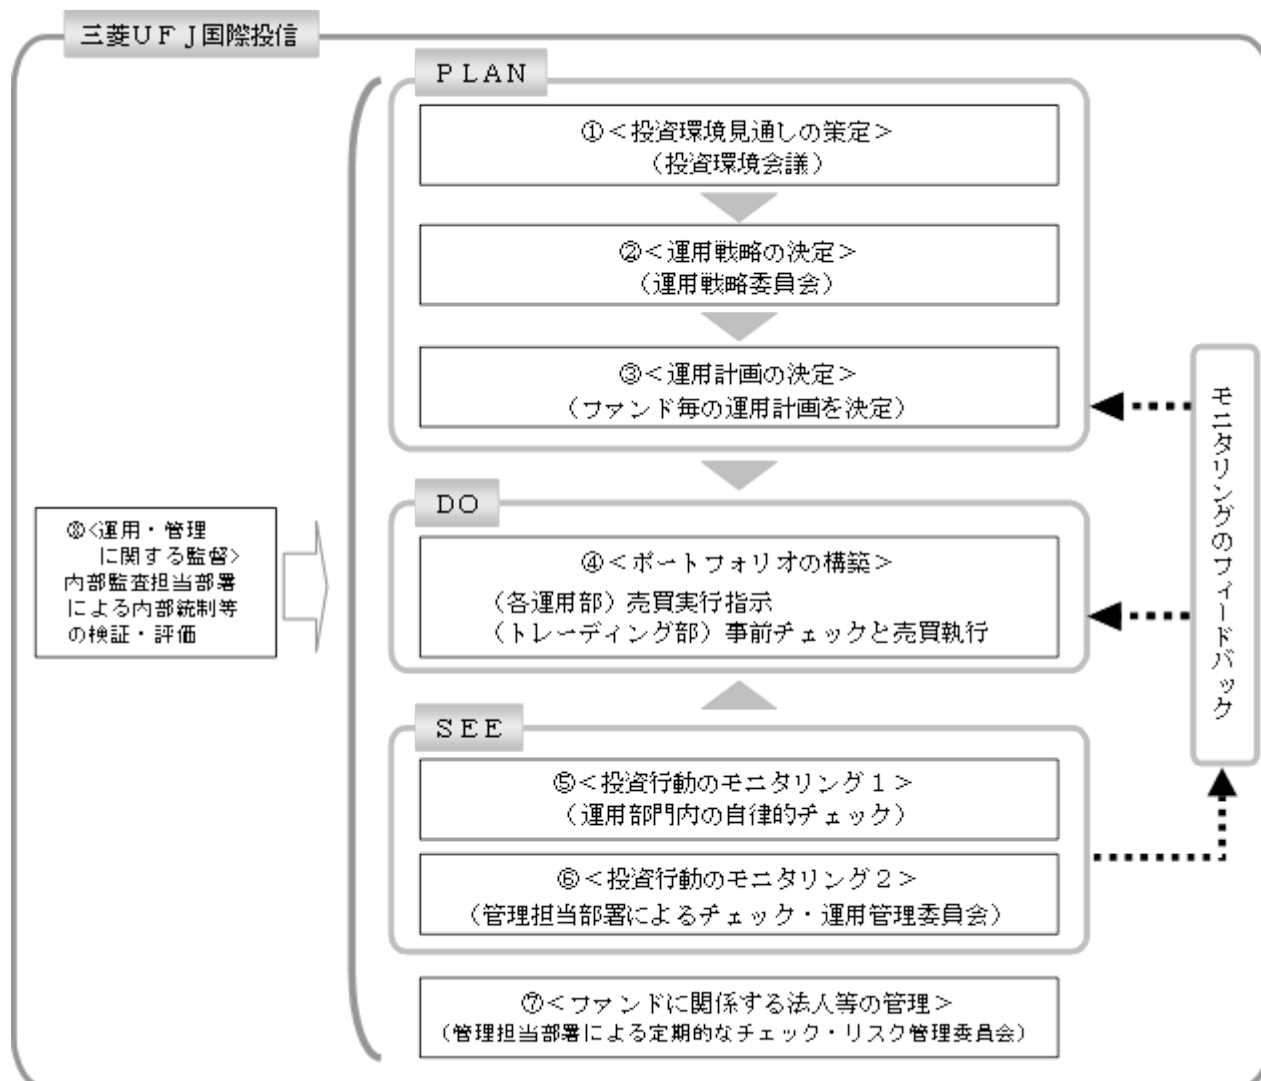 三菱ＵＦＪ国際投信
ＰＬＡＮ
①＜投資環境見通しの策定＞
（投資環境会議）
②＜運用戦略の決定＞
（運用戦略委員会）
③＜運用計画の決定＞
（ファンド毎の運用計画を決定）
ＤＯ
④＜ポートフォリオの構築＞
（各運用部）売買実行指示
（トレーディング部）事前チェックと売買執行
ＳＥＥ
⑤＜投資行動のモニタリング１＞
（運用部門内の自律的チェック）
⑥＜投資行動のモニタリング２＞
（管理担当部署によるチェック・運用管理委員会）
⑦＜ファンドに関係する法人等の管理＞
（管理担当部署による定期的なチェック・リスク管理委員会）
⑧＜運用・管理
に関する監督＞
内部監査担当部署
による内部統制等
の検証・評価
モニタリングのフィードバック